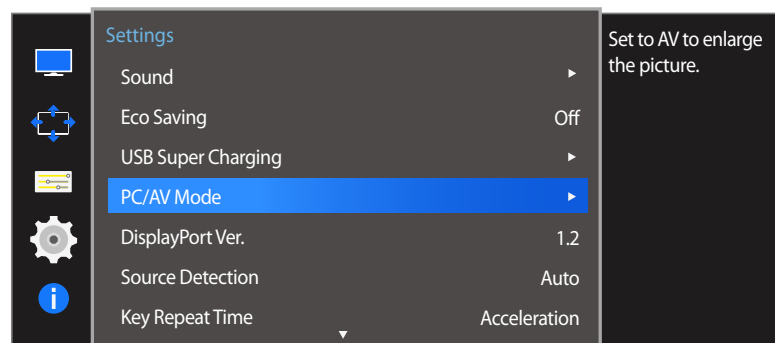 Settings
Sound
Eco Saving Off
USB Super Charging
PC/AV Mode
DisplayPort Ver. 1.2
Source Detection Auto
Key Repeat Time Acceleration
Set to AV to enlarge
the picture.